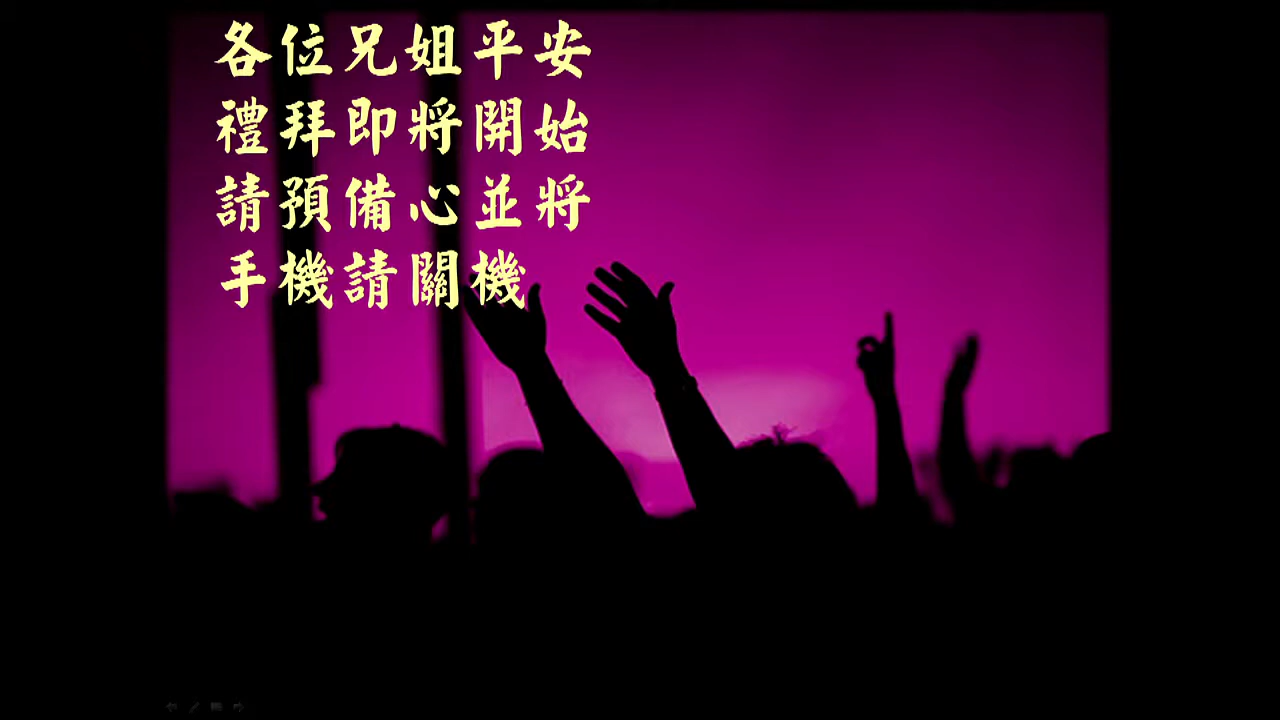 各位兄姐平安
禮拜即將開始
請預備心並將
手機請關機